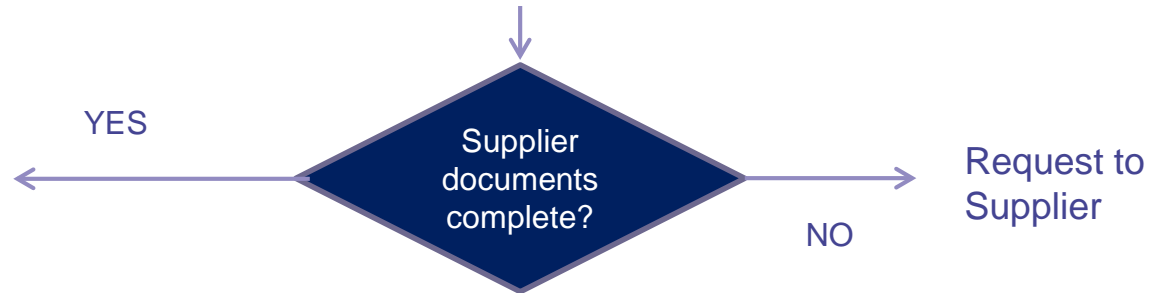 YES
Supplier
documents
complete?
NO
Request to
Supplier